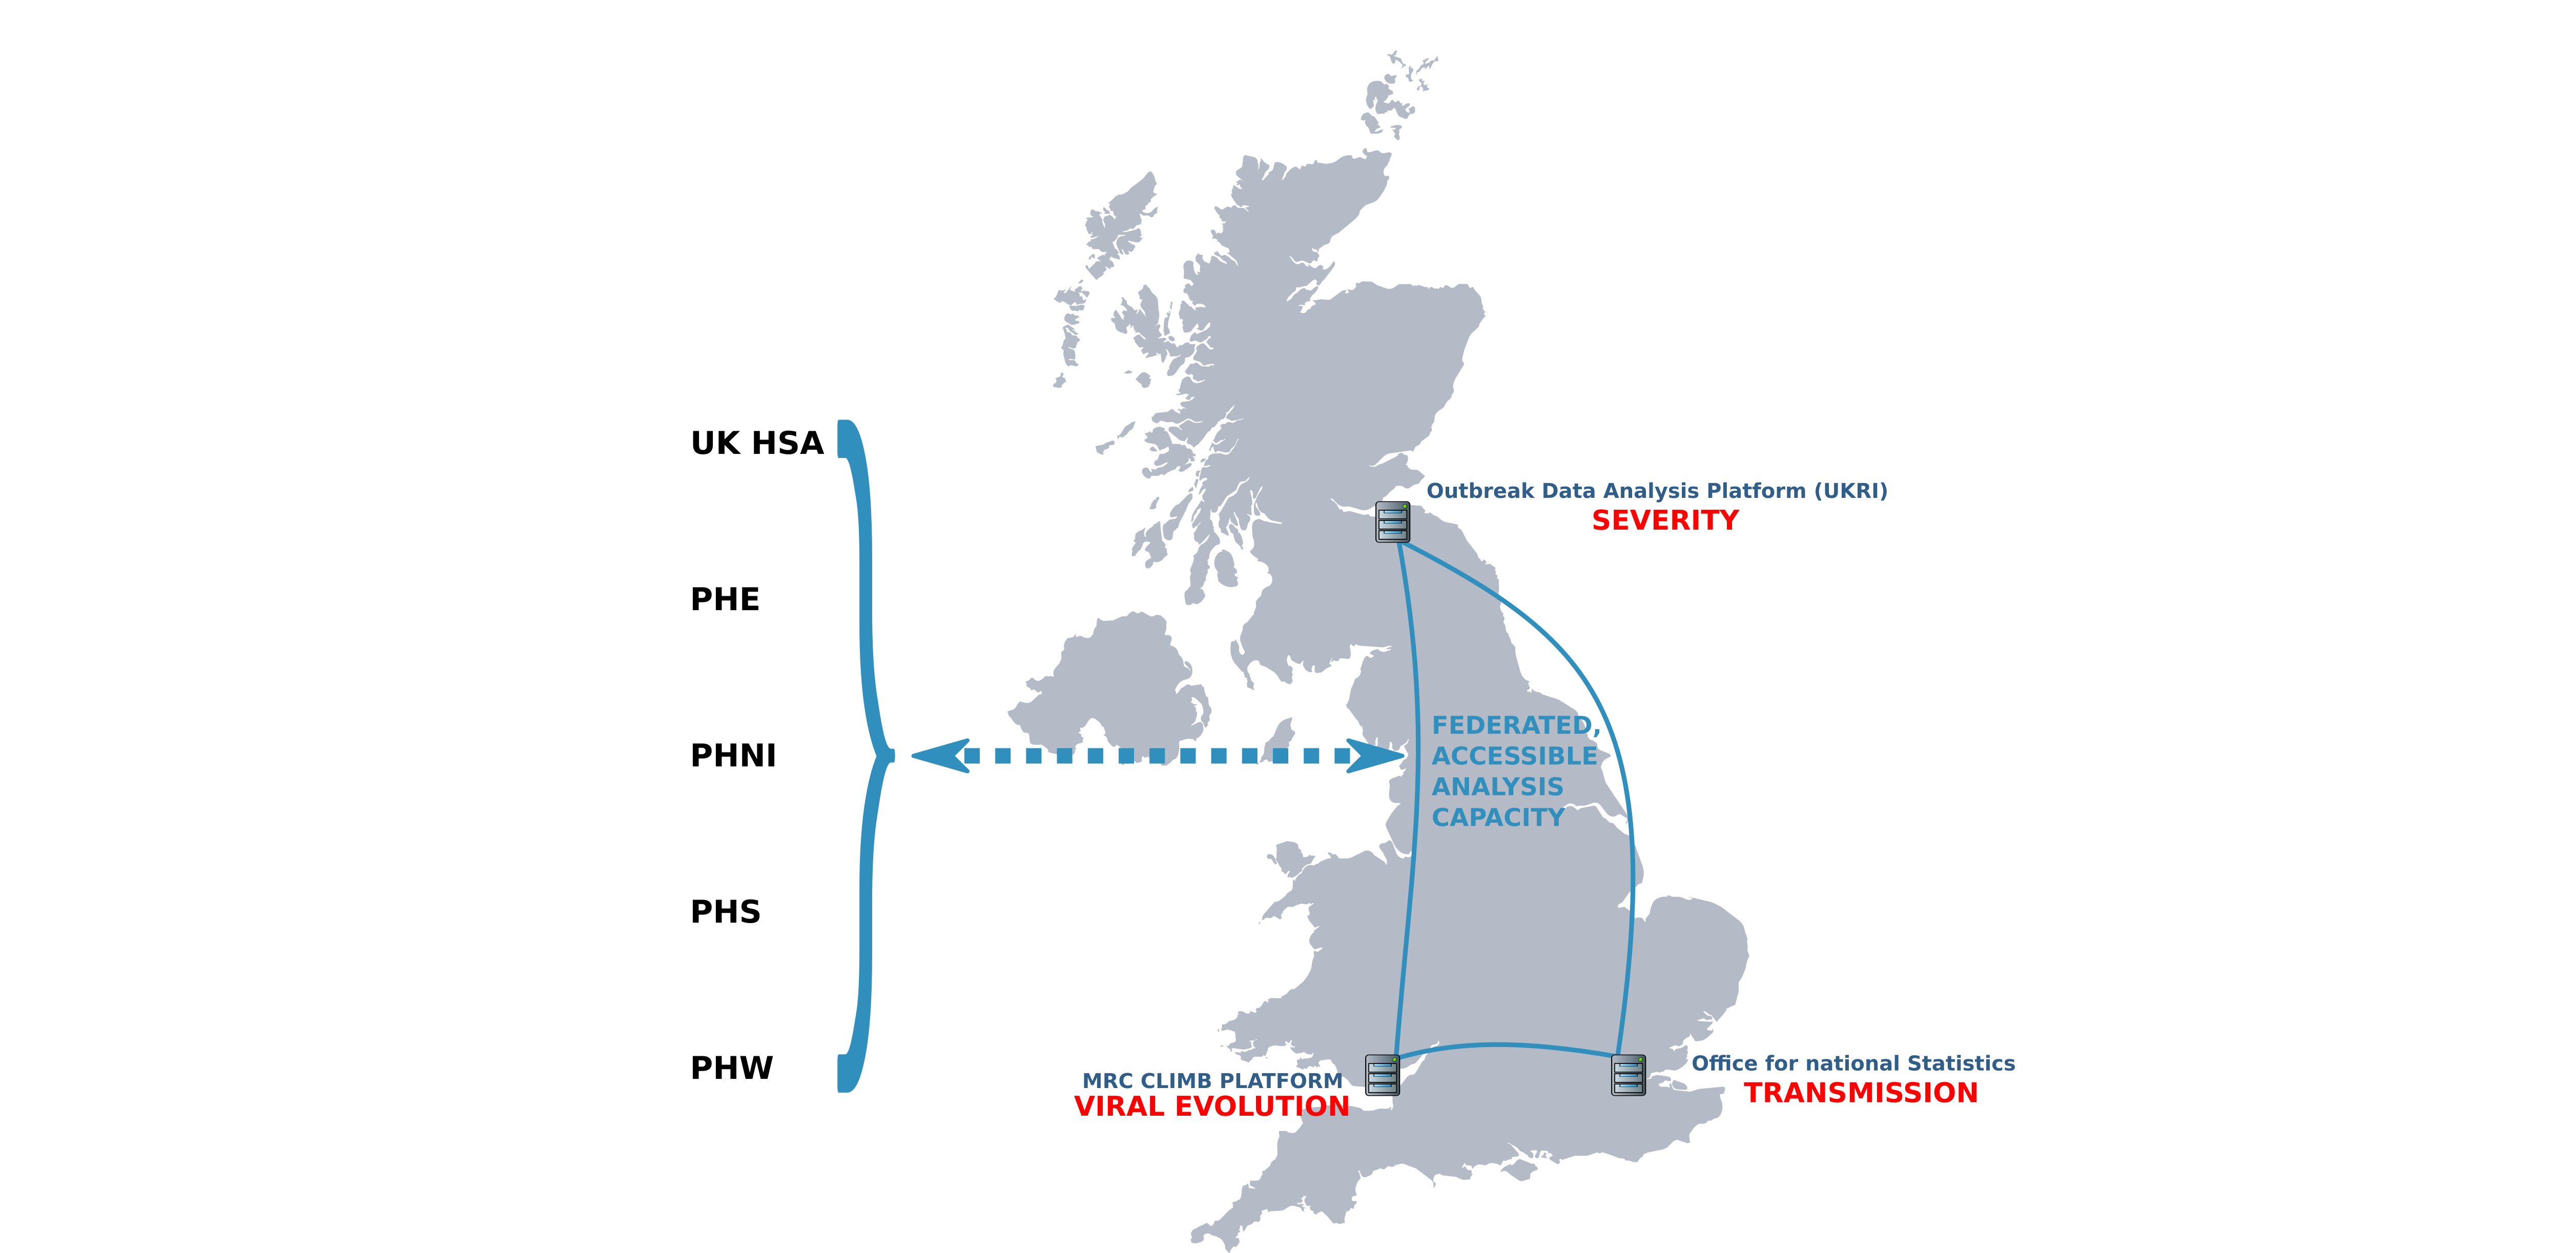 UK HSA
PHE
PHNI
PHS
PHW
Outbreak Data Analysis Platform (UKRI)
SEVERITY
FEDERATED,
ACCESSIBLE
ANALYSIS
CAPACITY
MRC CLIMB PLATFORM
VIRAL EVOLUTION
Office for national Statistics
TRANSMISSION